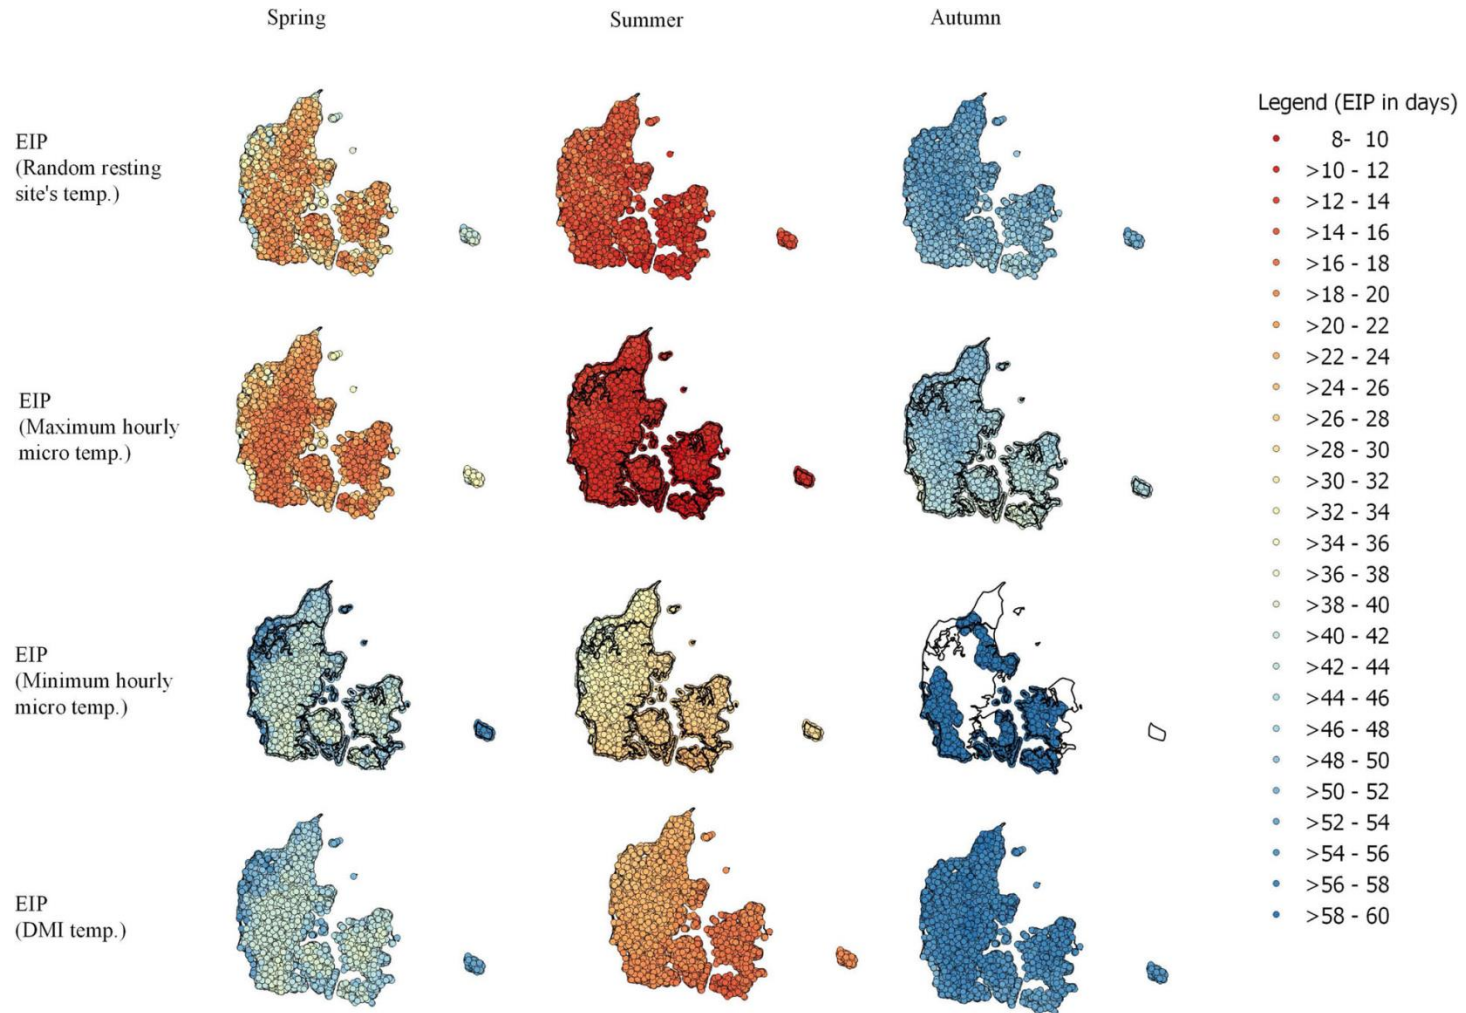 Spring
Summer
Autumn
EIP
(Random resting
site's temp.)
EIP
(Maximum hourly
micro temp.)
EIP
(Minimum hourly
micro temp.)
EIP
(DMI temp.)
Legend (EIP in days)
8- 10
>10 - 12
>12 - 14
>14 - 16
>16 - 18
>18 - 20
>20 - 22
>22 - 24
>24 - 26
>26 - 28
>28 - 30
>30 - 32
>32 - 34
>34 - 36
>36 - 38
>38 - 40
>40 - 42
>42 - 44
>44 - 46
>46 - 48
>48 - 50
>50 - 52
>52 - 54
>54 - 56
>56 - 58
>58 - 60